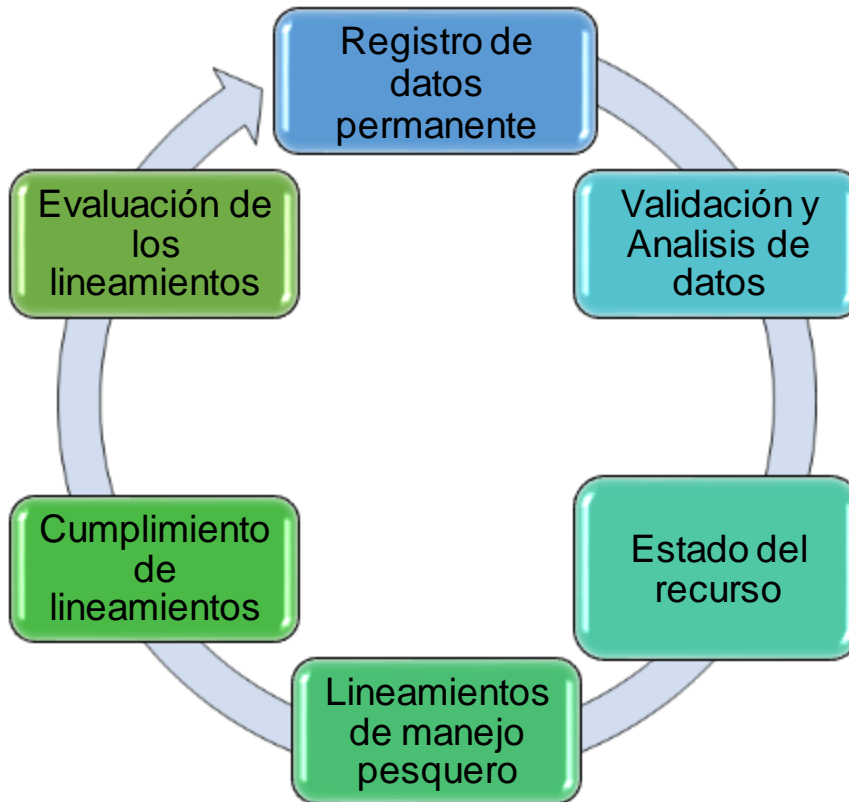 Registro de
datos
permanente
Validación y
Analisis de
datos
Estado del
recurso
Lineamientos
de manejo
pesquero
Cumplimiento
de
lineamientos
Evaluación de
los
lineamientos